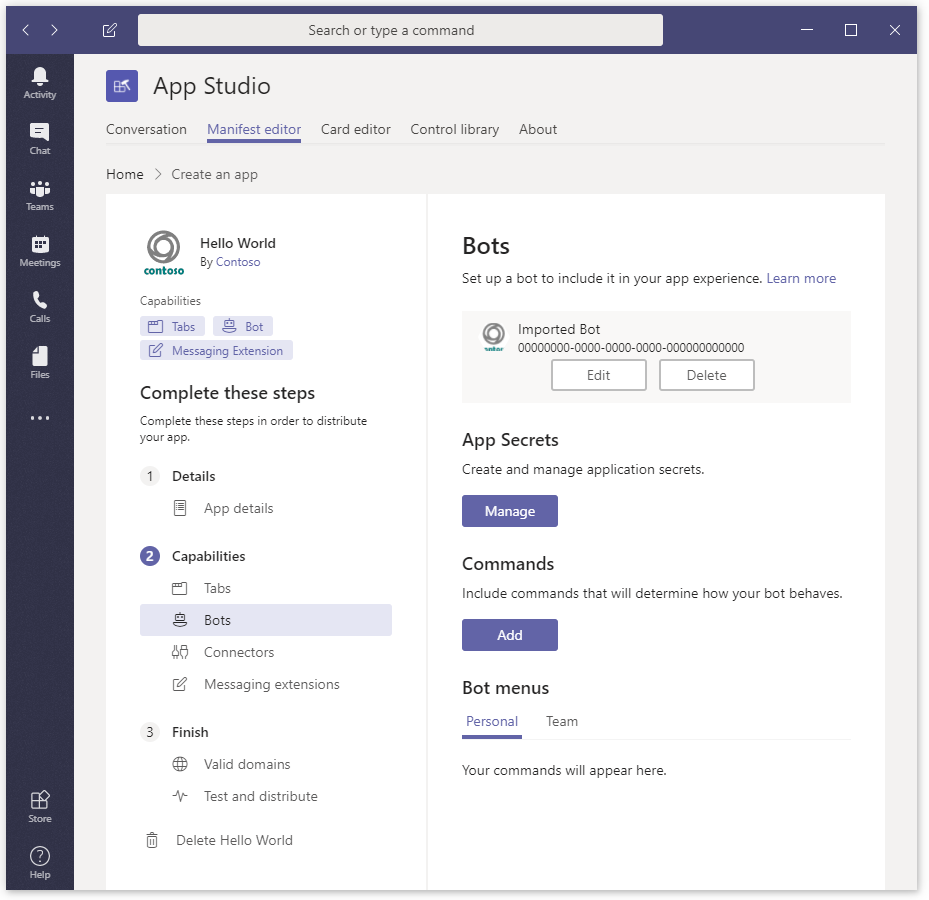 Search or type a command
Activity
Chat
Teams
Meetings
Calls
Files
Store
Help
App Studio
Conversation Manifest editor Card editor Control library About
Home > Create an app
contoso
Hello World
By Contoso
Capabilities
Tabs Bot
Messaging Extension
Complete these steps
Complete these steps in order to distribute
your app.
1 Details
App details
2 Capabilities
Tabs
Bots
Connectors
Messaging extensions
3 Finish
Valid domains
Test and distribute
Delete Hello World
Bots
Set up a bot to include it in your app experience. Learn more
contoso
Imported Bot
00000000-0000-0000-0000-000000000000
Edit Delete
App Secrets
Create and manage application secrets.
Manage
Commands
Include commands that will determine how your bot behaves.
Add
Bot menus
Personal Team
Your commands will appear here.